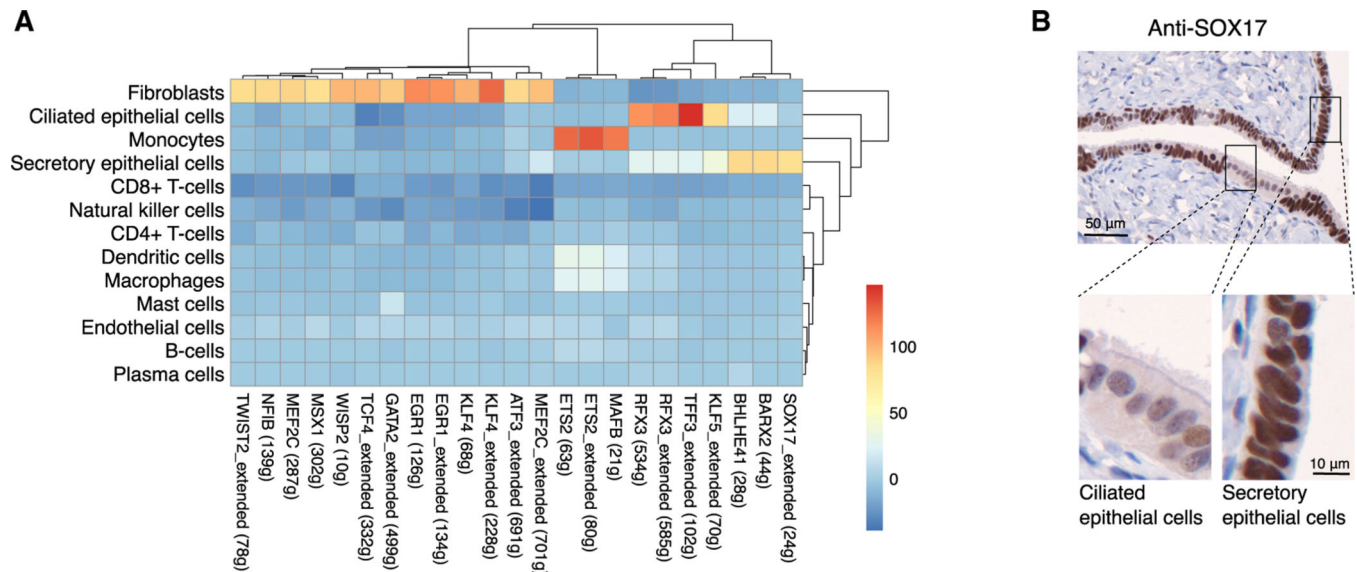 A
Fibroblasts
Ciliated epithelial cells
Monocytes
Secretory epithelial cells
CD8+ T-cells
Natural killer cells
CD4+ T-cells
Dendritic cells
Macrophages
Mast cells
Endothelial cells
B-cells
Plasma cells
TWIST2_extended (78g)
NFIB (139g)
MEF2C (287g)
MSX1 (302g)
WISP2 (10g)
TCF4_extended (332g)
GATA2_extended (499g)
EGR1 (126g)
EGR1_extended (134g)
KLF4 (68g)
KLF4_extended (228g)
ATF3_extended (691g)
MEF2C_extended (701g)
ETS2 (63g)
ETS2_extended (80g)
MAFB (21g)
RFX3 (534g)
RFX3_extended (585g)
TFF3_extended (102g)
KLF5_extended (70g)
BHLHE41 (28g)
BARX2 (44g)
SOX17_extended (24g)
100
50
0
B
Anti-SOX17
50 µm
10 µm
Ciliated
epithelial cells
Secretory
epithelial cells